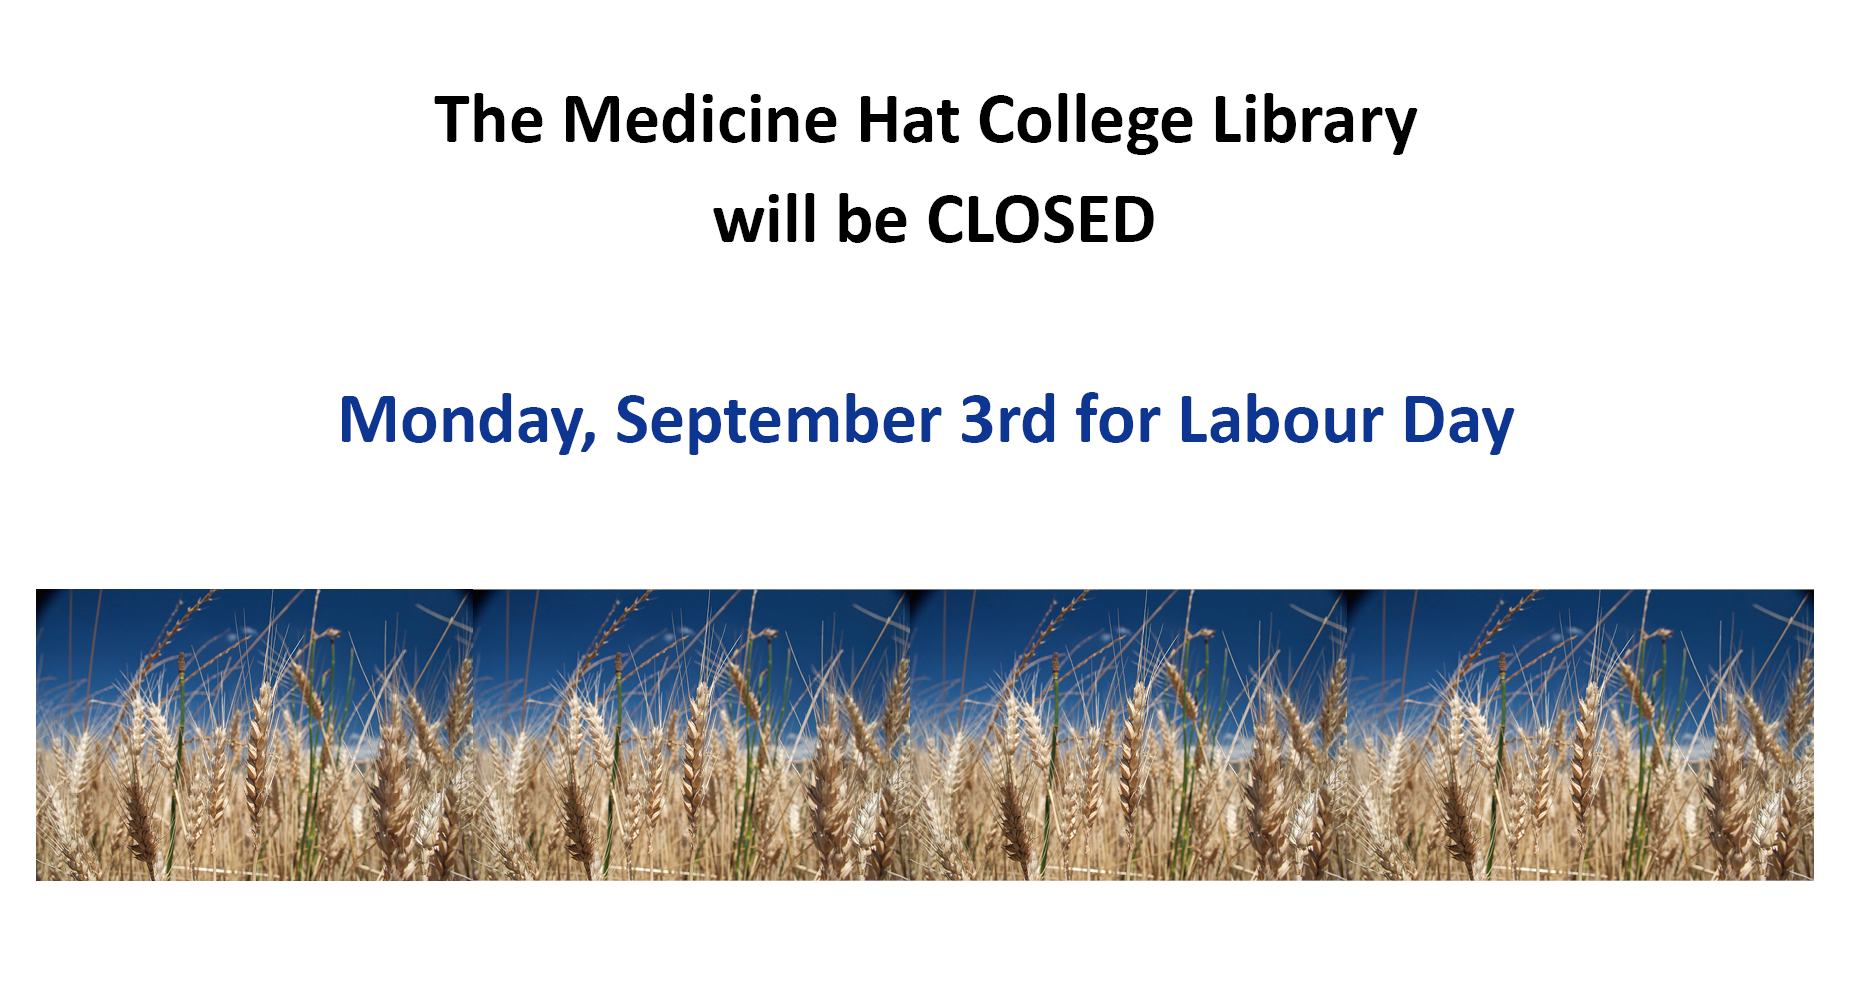 The Medicine Hat College Library
will be CLOSED
Monday, September 3rd for Labour Day